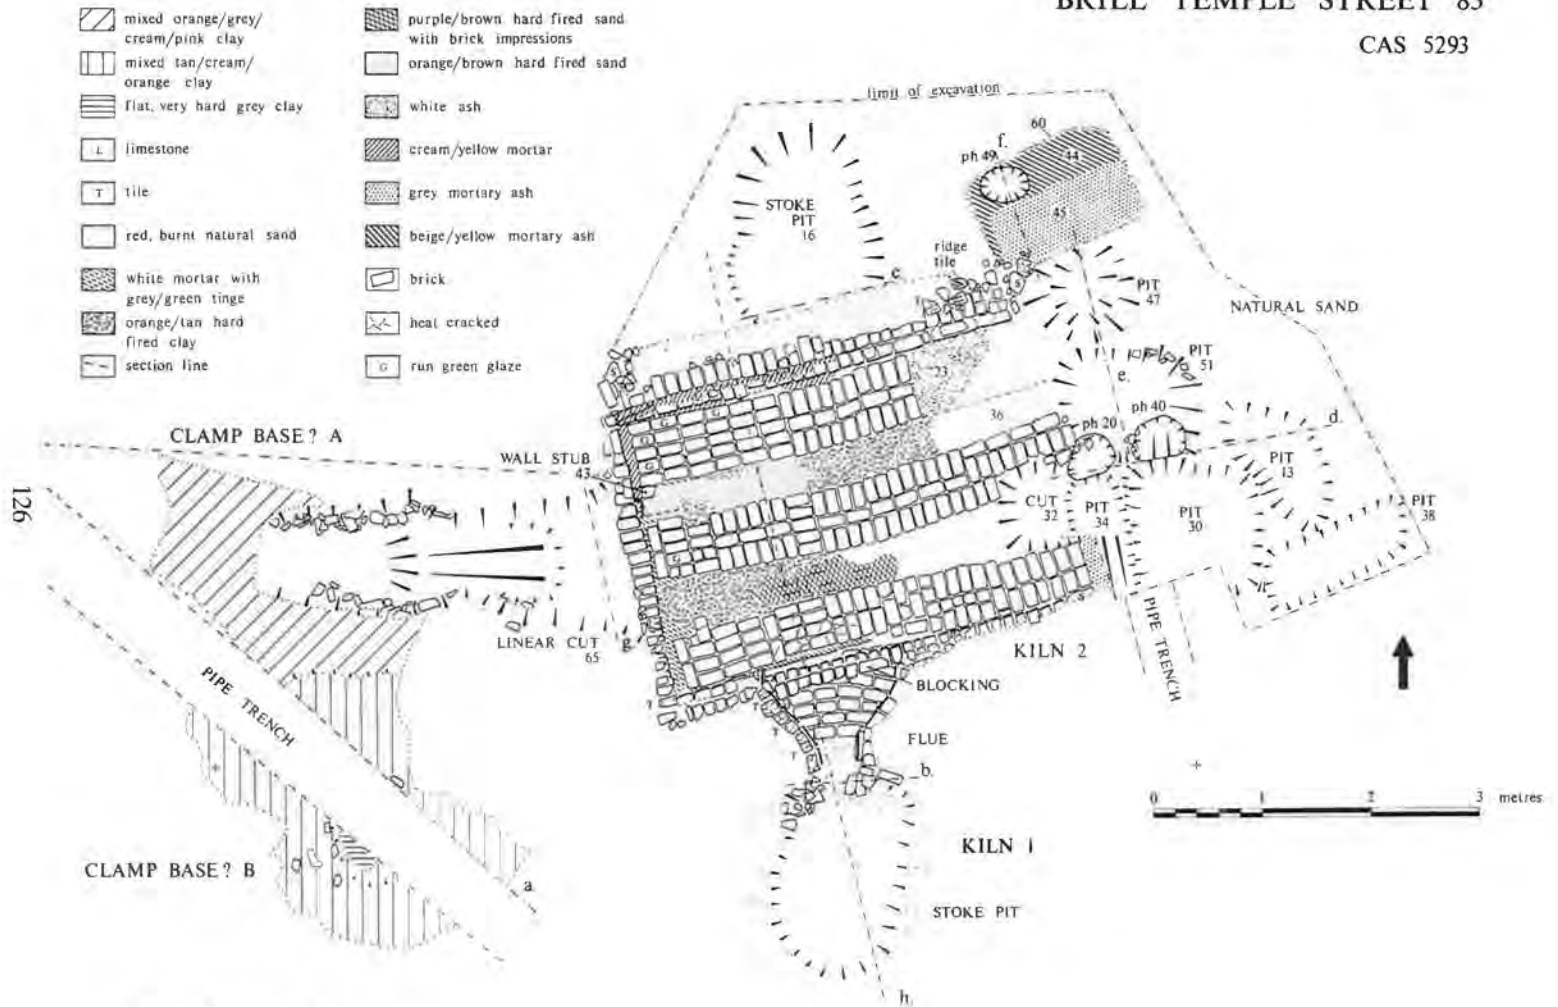 BRILL TEMPLE STREET 83
CAS 5293
mixed orange/grey/
cream/pink clay
mixed tan/cream/
orange clay
flat, very hard grey clay
L
limestone
T
tile
red, burnt natural sand
white mortar with
grey/green tinge
orange/tan hard
fired clay
section line
purple/brown hard fired sand
with brick impressions
orange/brown hard fired sand
white ash
cream/yellow mortar
grey mortary ash
beige/yellow mortary ash
brick
heat cracked
G
run green glaze
limit of excavation
60
f.
ph 49
44
45
STOKE
PIT
16
ridge
tile
c
PIT
47
NATURAL SAND
PIT
51
23
e.
36
ph 20
ph 40
d.
CLAMP BASE? A
WALL STUB
43
G
G
G
G
G
PIT
13
CUT
32
PIT
34
PIT
30
PIT
38
126
LINEAR CUT
65
g
KILN 2
PIPE TRENCH
PIPE TRENCH
BLOCKING
T
T
T
T
FLUE
b.
0 1 2 3 metres
KILN 1
CLAMP BASE? B
a
STOKE PIT
h.